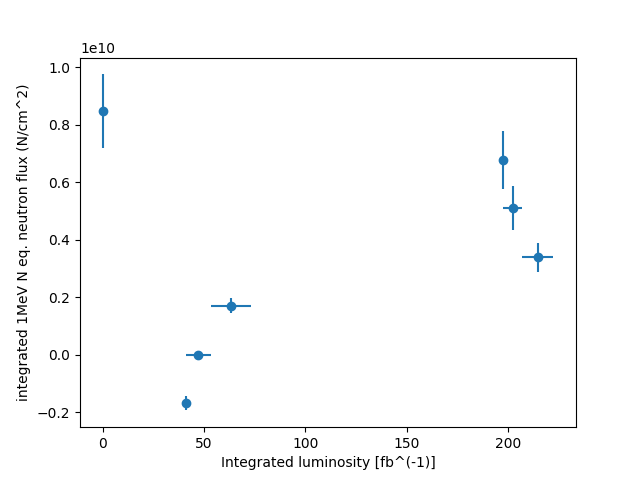 1e10
1.0
0.8
0.6
0.4
0.2
0.0
−0.2
integrated 1MeV N eq. neutron flux (N/cm^2)
0 50 100 150 200
Integrated luminosity [fb^(-1)]